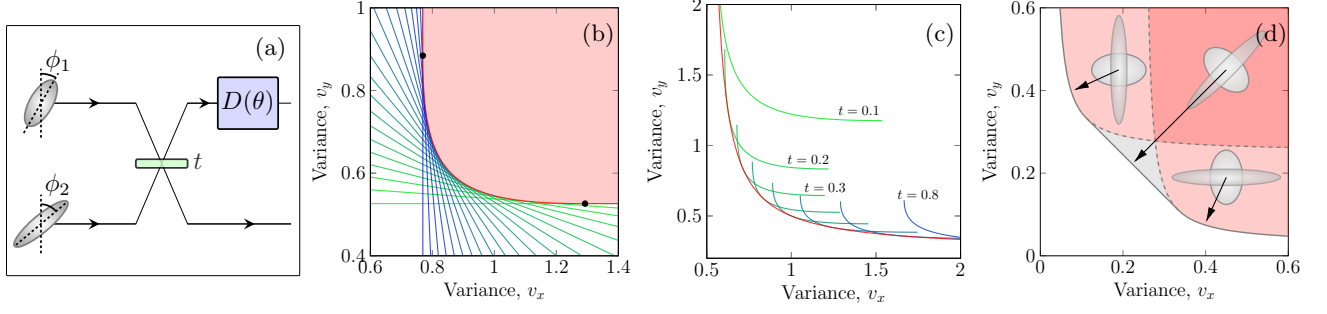 (a)
ϕ1
D(θ)
t
ϕ2
(b)
1
0.8
0.6
0.4
0.6
0.8
1
1.2
1.4
Variance, vy
Variance, vx
(c)
2
1.5
1
0.5
0.5
1
1.5
2
t = 0.1
t = 0.2
t = 0.3
t = 0.8
Variance, vy
Variance, vx
(d)
0.6
0.4
0.2
0
0
0.2
0.4
0.6
Variance, vy
Variance, vx